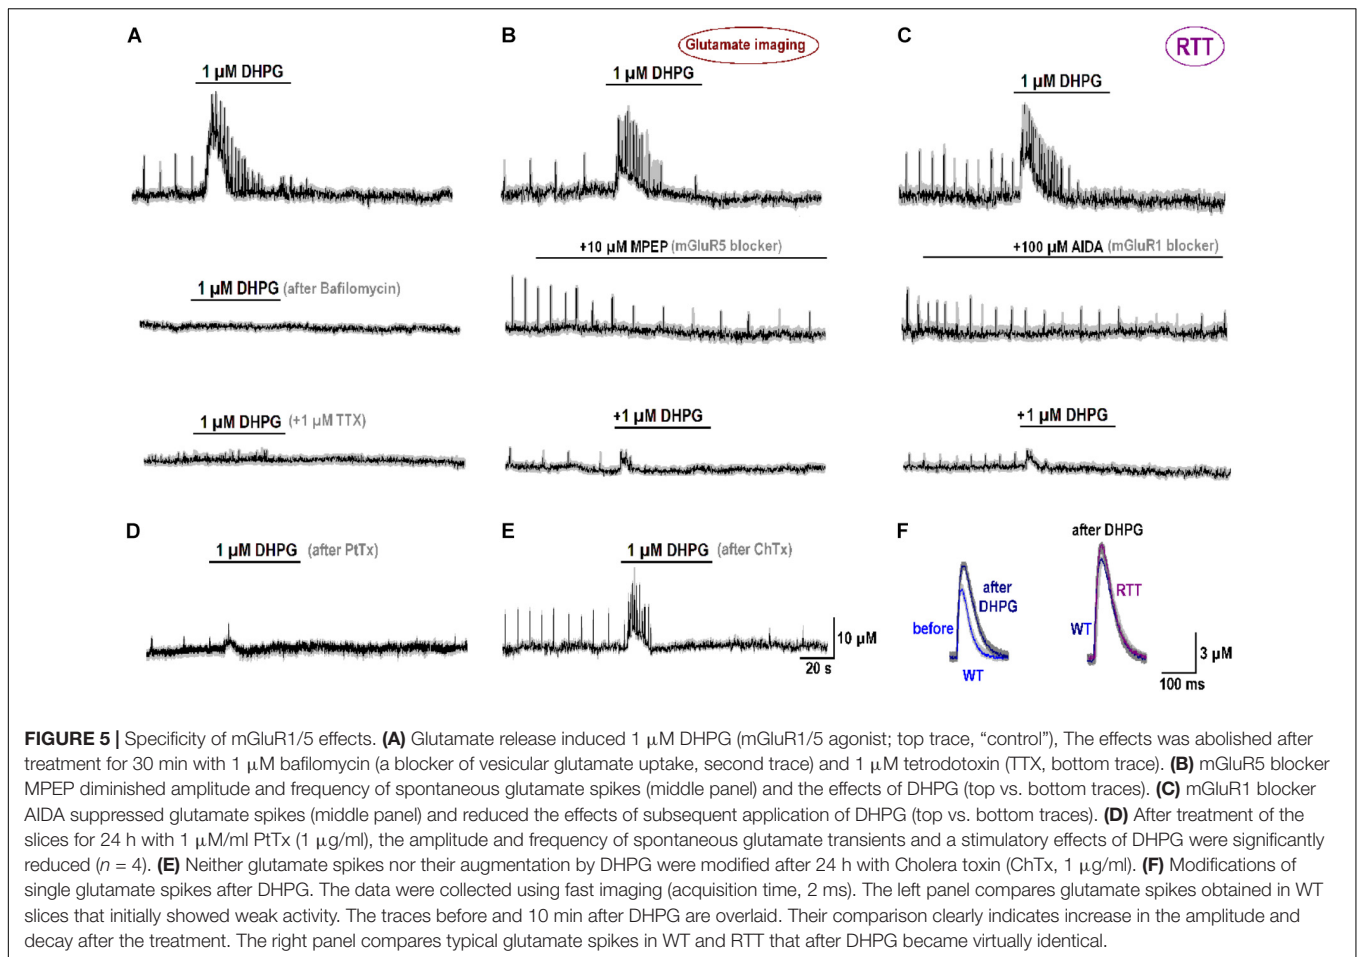 A
B
Glutamate imaging
C
RTT
1 µM DHPG
1 µM DHPG
1 µM DHPG
+10 µM MPEP (mGluR5 blocker)
+100 µM AIDA (mGluR1 blocker)
1 µM DHPG (after Bafilomycin)
1 µM DHPG (+1 µM TTX)
+1 µM DHPG
+1 µM DHPG
D
1 µM DHPG (after PtTx)
E
1 µM DHPG (after ChTx)
10 µM
20 s
F
after DHPG
after
DHPG
before
WT
RTT
WT
3 µM
100 ms
FIGURE 5 | Specificity of mGluR1/5 effects. (A) Glutamate release induced 1 µM DHPG (mGluR1/5 agonist; top trace, “control”), The effects was abolished after
treatment for 30 min with 1 µM bafilomycin (a blocker of vesicular glutamate uptake, second trace) and 1 µM tetrodotoxin (TTX, bottom trace). (B) mGluR5 blocker
MPEP diminished amplitude and frequency of spontaneous glutamate spikes (middle panel) and the effects of DHPG (top vs. bottom traces). (C) mGluR1 blocker
AIDA suppressed glutamate spikes (middle panel) and reduced the effects of subsequent application of DHPG (top vs. bottom traces). (D) After treatment of the
slices for 24 h with 1 µM/ml PtTx (1 µg/ml), the amplitude and frequency of spontaneous glutamate transients and a stimulatory effects of DHPG were significantly
reduced (n = 4). (E) Neither glutamate spikes nor their augmentation by DHPG were modified after 24 h with Cholera toxin (ChTx, 1 µg/ml). (F) Modifications of
single glutamate spikes after DHPG. The data were collected using fast imaging (acquisition time, 2 ms). The left panel compares glutamate spikes obtained in WT
slices that initially showed weak activity. The traces before and 10 min after DHPG are overlaid. Their comparison clearly indicates increase in the amplitude and
decay after the treatment. The right panel compares typical glutamate spikes in WT and RTT that after DHPG became virtually identical.